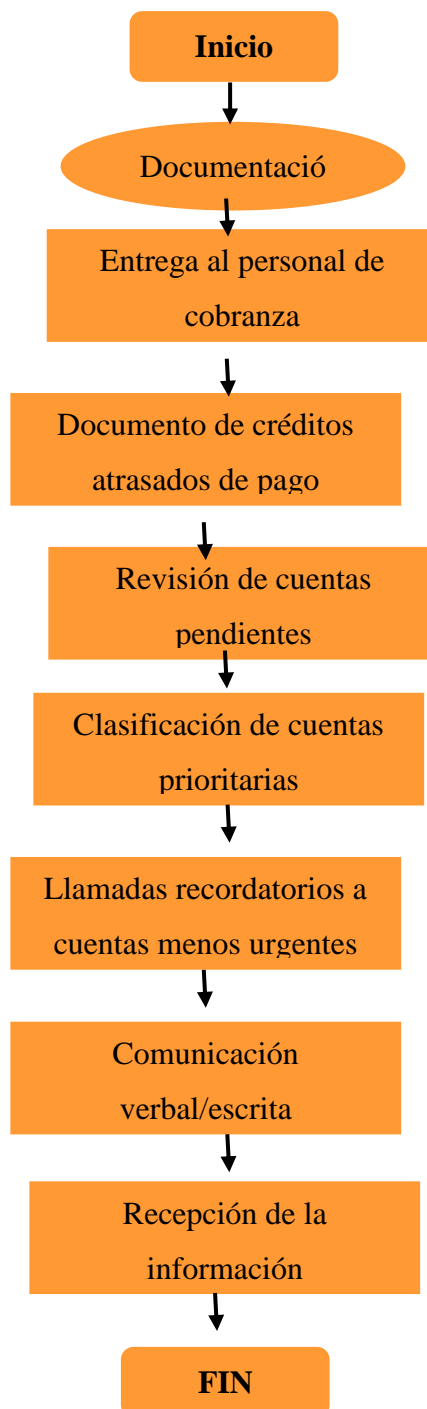 Inicio
Documentació
Entrega al personal de
cobranza
Documento de créditos
atrasados de pago
Revisión de cuentas
pendientes
Clasificación de cuentas
prioritarias
Llamadas recordatorios a
cuentas menos urgentes
Comunicación
verbal/escrita
Recepción de la
información
FIN